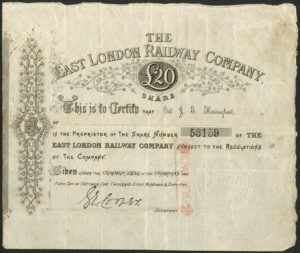 THE
EAST LONDON RAILWAY COMPANY
£20
SHARE
This is to Certify THAT
OF
IS THE PROPRIETOR OF THE SHARE NUMBER 53159 OF THE
EAST LONDON RAILWAY COMPANY SUBJECT TO THE REGULATIONS
OF THE COMPANY.
Given UNDER THE COMMON SEAL OF THE COMPANY THE
SECRETARY